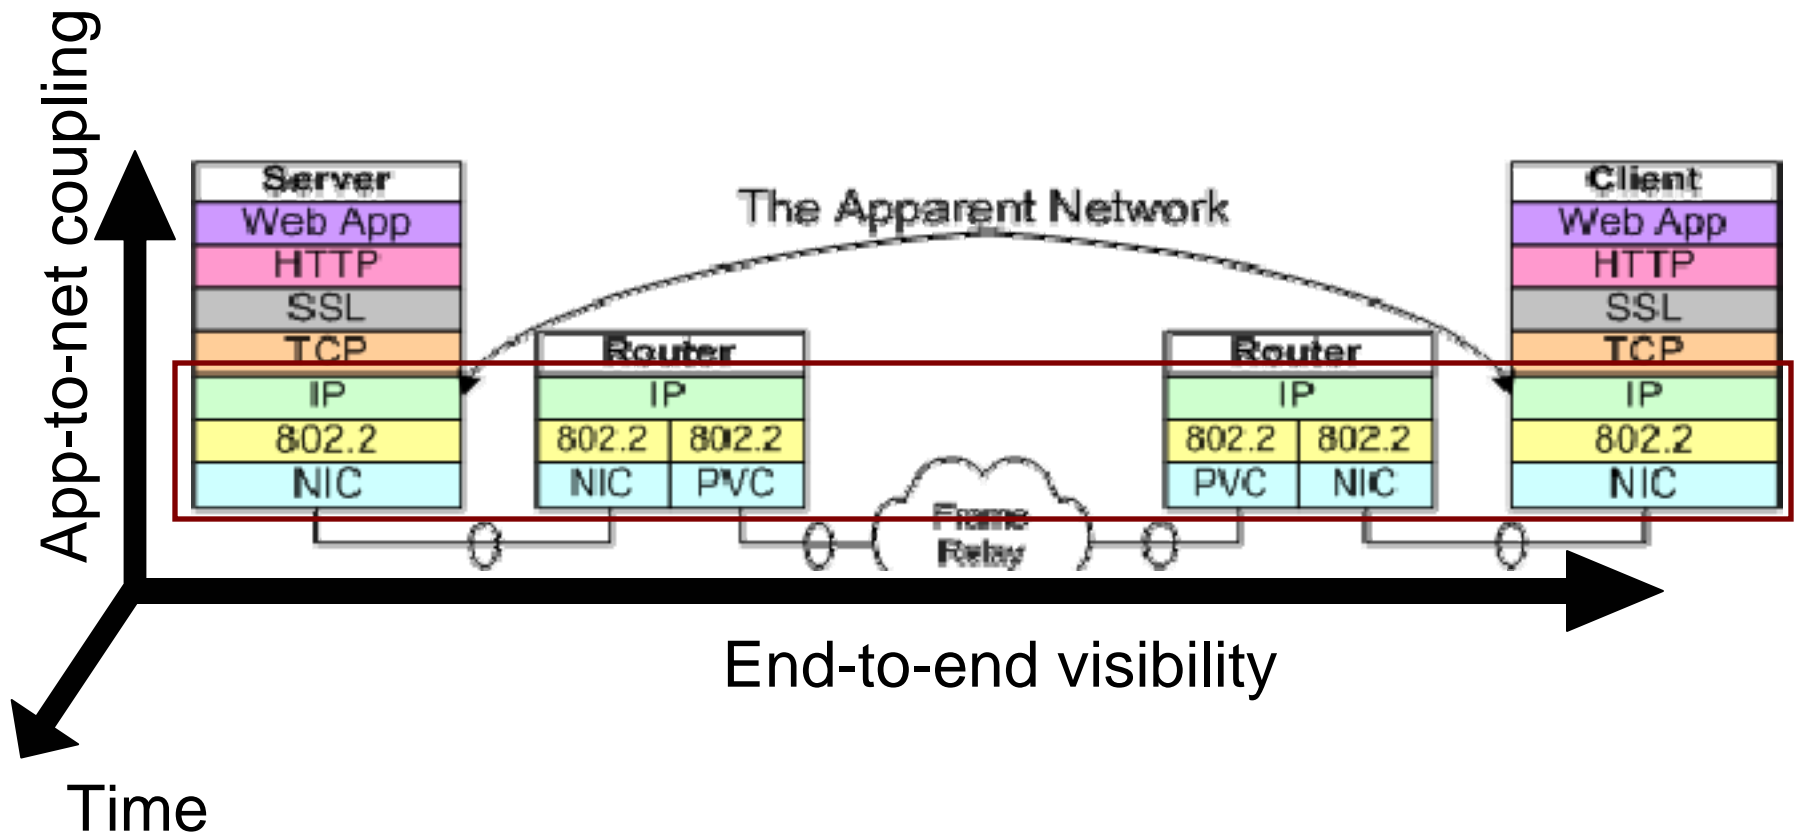 App-to-net coupling
Server
Web App
HTTP
SSL
TCP
IP
802.2
NIC
The Apparent Network
Router
IP
802.2 802.2
NIC PVC
Frame
Relay
Router
IP
802.2 802.2
PVC NIC
Client
Web App
HTTP
SSL
TCP
IP
802.2
NIC
End-to-end visibility
Time